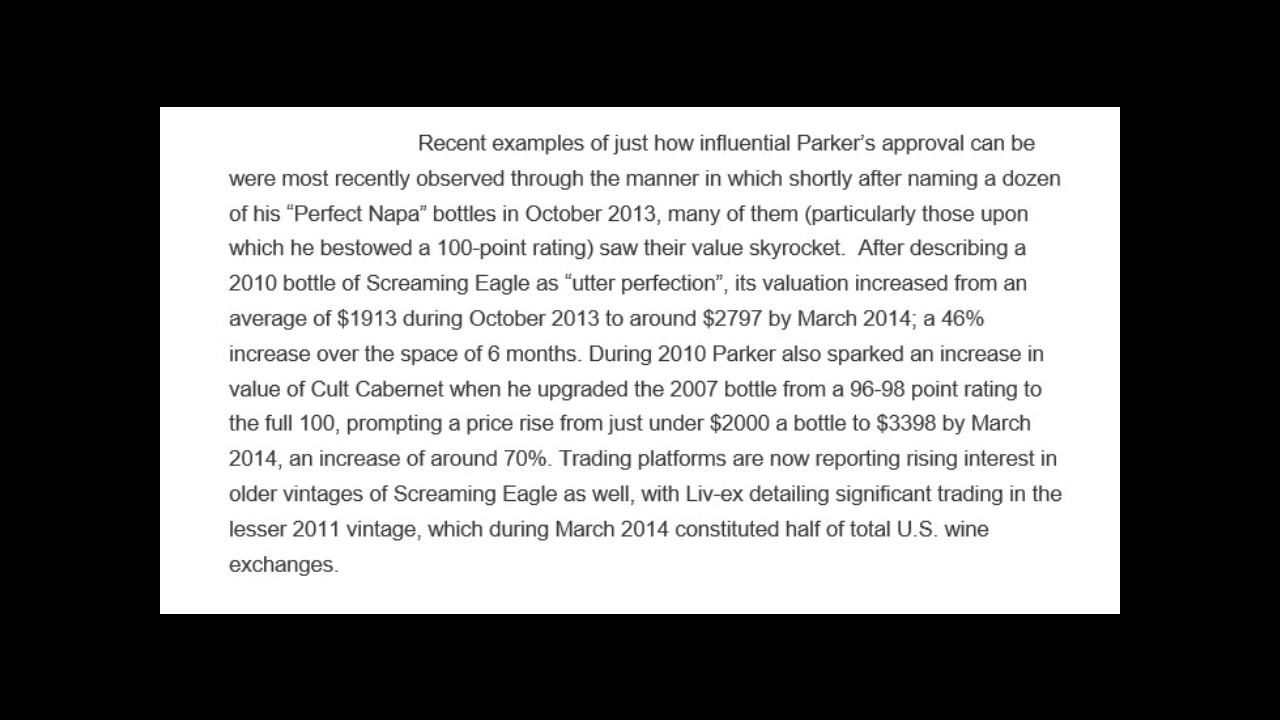 Recent examples of just how influential Parker’s approval can be
were most recently observed through the manner in which shortly after naming a dozen
of his “Perfect Napa” bottles in October 2013, many of them (particularly those upon
which he bestowed a 100-point rating) saw their value skyrocket.  After describing a
2010 bottle of Screaming Eagle as “utter perfection”, its valuation increased from an
average of $1913 during October 2013 to around $2797 by March 2014; a 46%
increase over the space of 6 months. During 2010 Parker also sparked an increase in
value of Cult Cabernet when he upgraded the 2007 bottle from a 96-98 point rating to
the full 100, prompting a price rise from just under $2000 a bottle to $3398 by March
2014, an increase of around 70%. Trading platforms are now reporting rising interest in
older vintages of Screaming Eagle as well, with Liv-ex detailing significant trading in the
lesser 2011 vintage, which during March 2014 constituted half of total U.S. wine
exchanges.